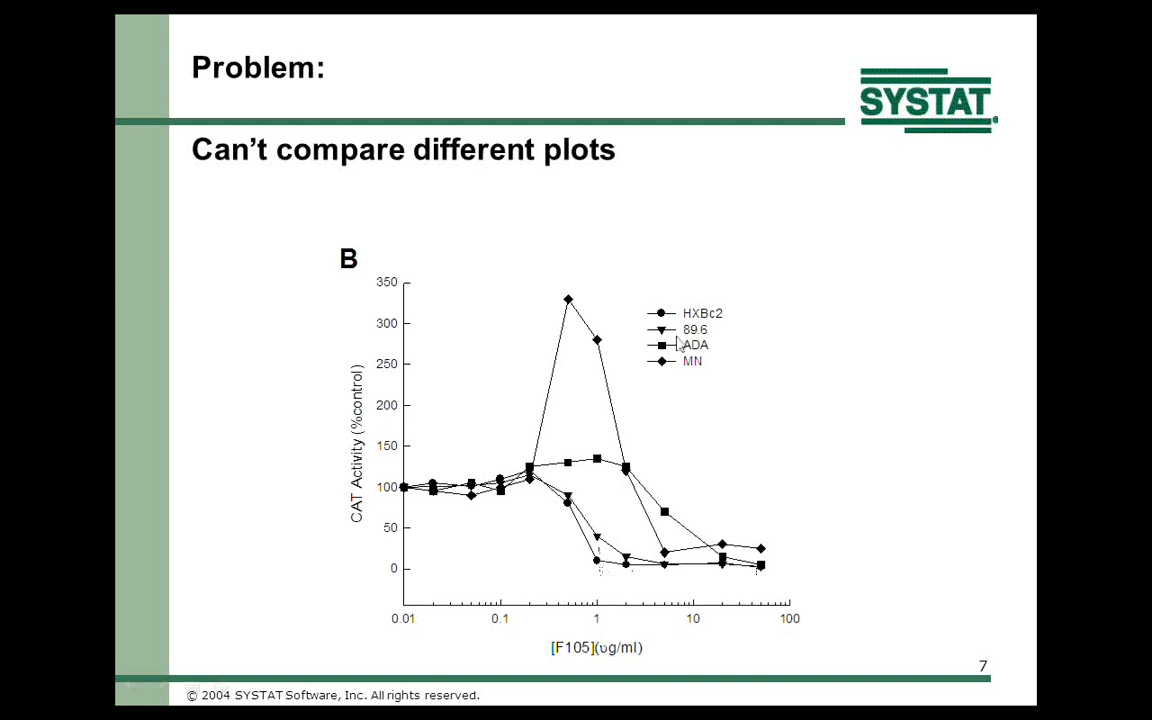 Problem:
SYSTAT®
Can't compare different plots
B
350
300
250
200
150
100
50
0
CAT Activity (%control)
HXBc2
89.6
ADA
MN
0.01
0.1
1
10
100
[F105](υg/ml)
7
© 2004 SYSTAT Software, Inc. All rights reserved.